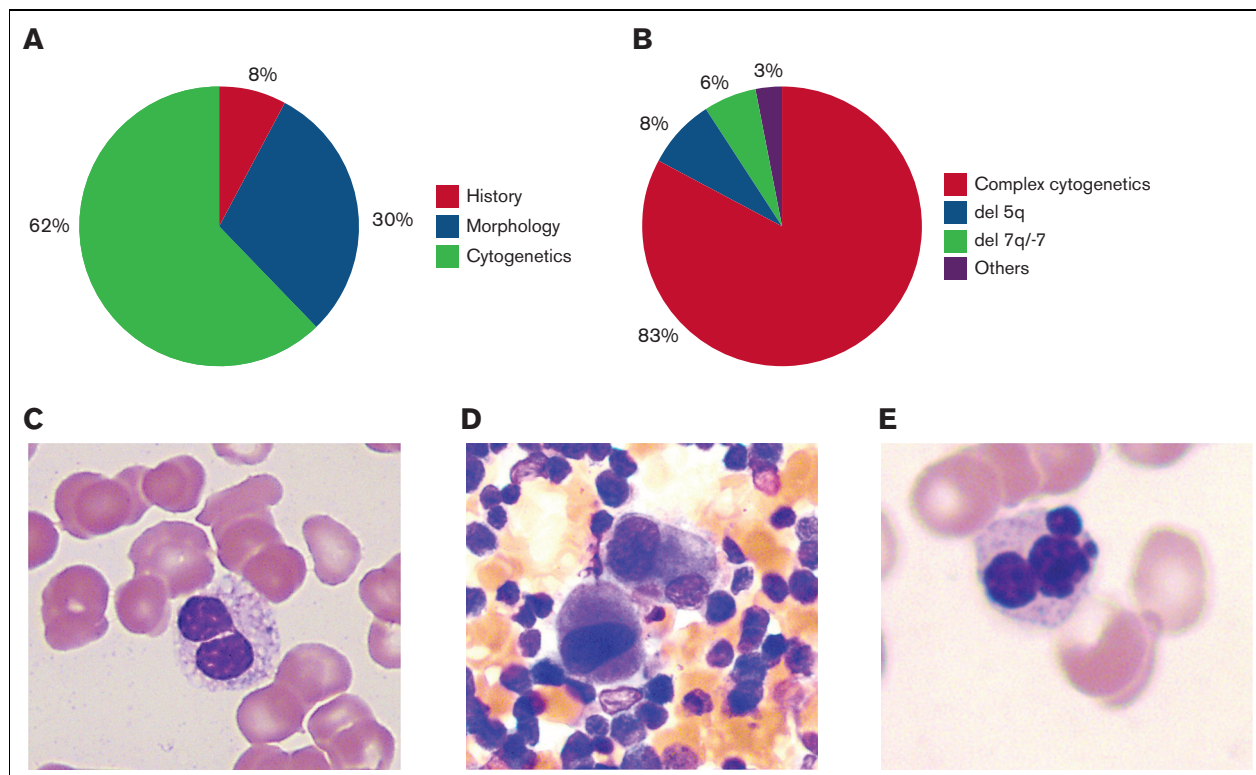 A
8%
30%
62%
History
Morphology
Cytogenetics
B
3%
6%
8%
83%
Complex cytogenetics
del 5q
del 7q/-7
Others
C
D
E